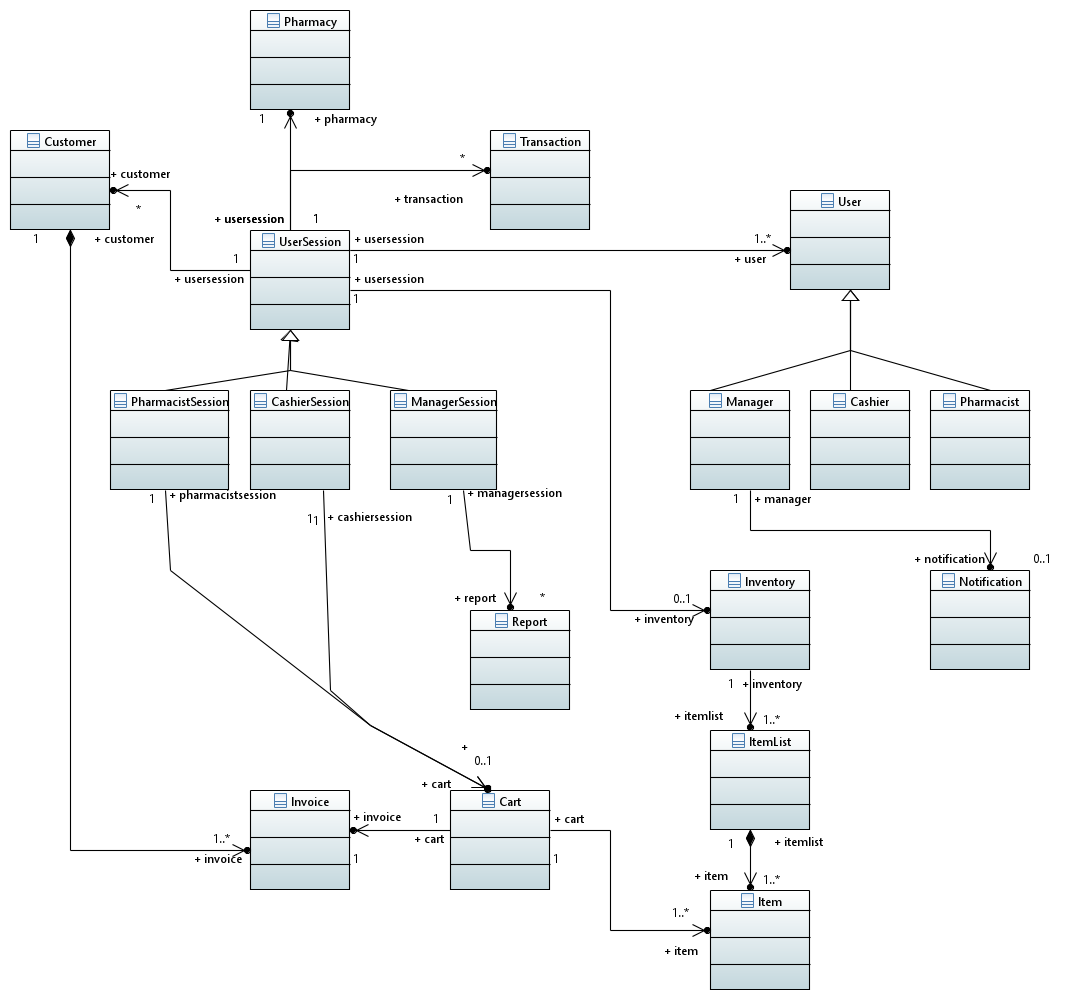 Pharmacy
1
+ pharmacy
Customer
Transaction
*
+ customer
*
+ transaction
User
+ usersession
1
1
+ customer
UserSession
+ usersession
1..*
1
1
+ user
+ usersession
+ usersession
1
PharmacistSession
CashierSession
ManagerSession
Manager
Cashier
Pharmacist
1
+ pharmacistsession
1
+ managersession
1
+ manager
1
1
+ cashiersession
+ notification
0..1
Inventory
Notification
+ report
*
0..1
+ inventory
Report
1
+ inventory
+ itemlist
1..*
ItemList
+
0..1
+ cart
Invoice
Cart
+ invoice
1
+ cart
1..*
+ cart
1
+ itemlist
+ invoice
1
1
+ item
1..*
Item
1..*
+ item